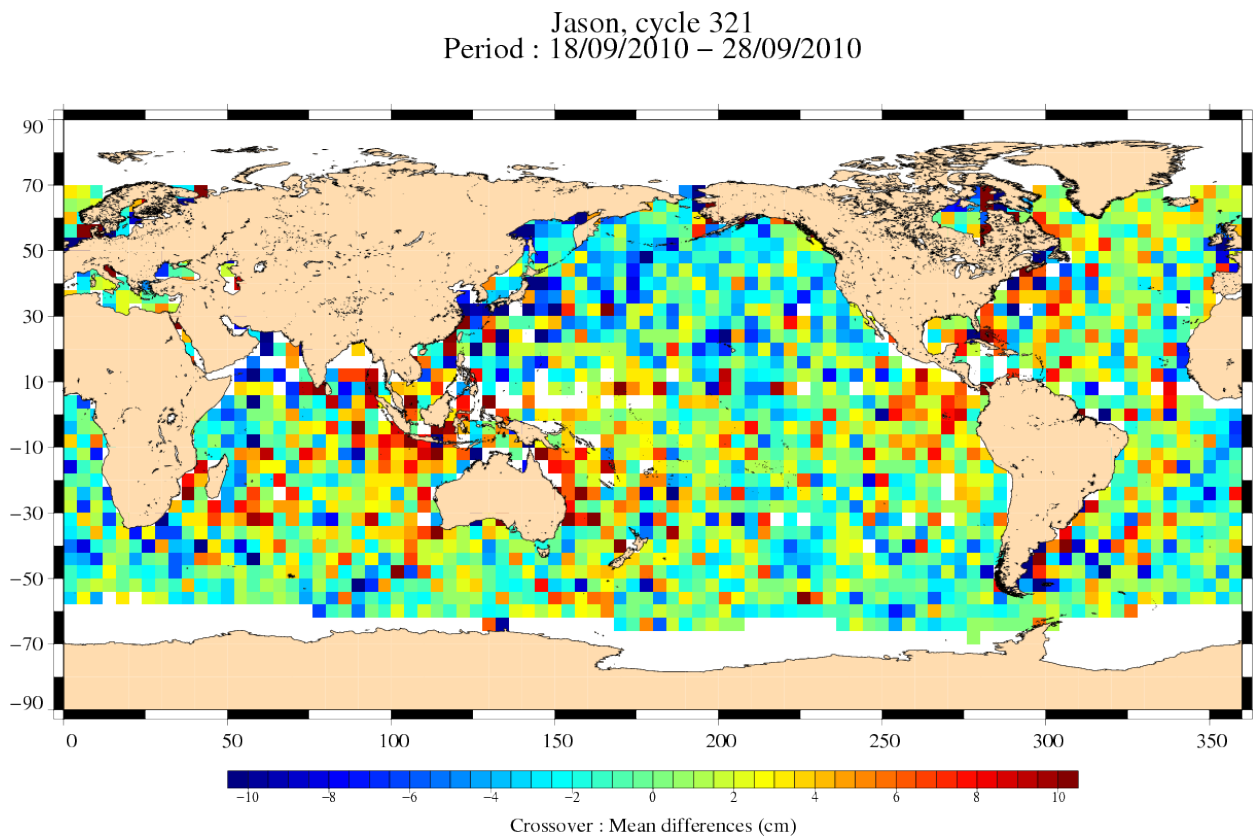 Jason, cycle 321
Period : 18/09/2010 – 28/09/2010
90
70
50
30
10
−10
−30
−50
−70
−90
0 50 100 150 200 250 300 350
−10 −8 −6 −4 −2 0 2 4 6 8 10
Crossover : Mean differences (cm)